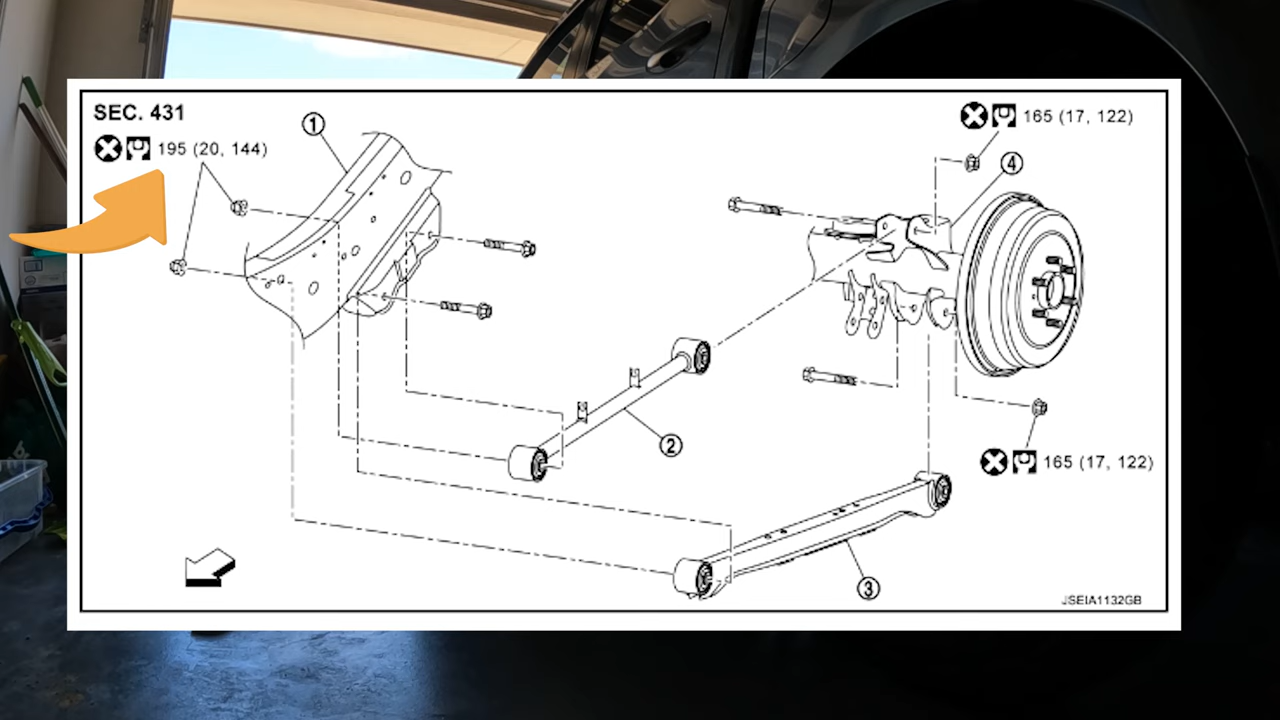 SEC. 431
195 (20, 144)
1
165 (17, 122)
4
2
165 (17, 122)
3
JSEIA1132GB